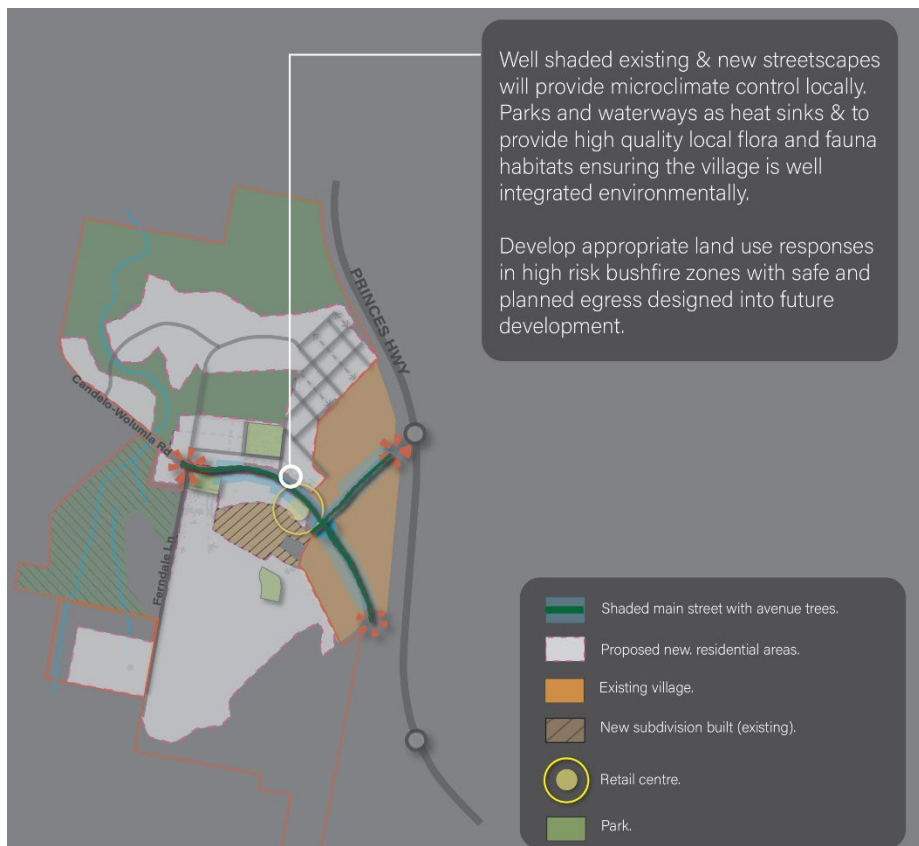 Well shaded existing & new streetscapes
will provide microclimate control locally.
Parks and waterways as heat sinks & to
provide high quality local flora and fauna
habitats ensuring the village is well
integrated environmentally.
Develop appropriate land use responses
in high risk bushfire zones with safe and
planned egress designed into future
development.
PRINCES HWY
Candelo-Wolumla Rd
Ferndale Ln
Shaded main street with avenue trees.
Proposed new. residential areas.
Existing village.
New subdivision built (existing).
Retail centre.
Park.